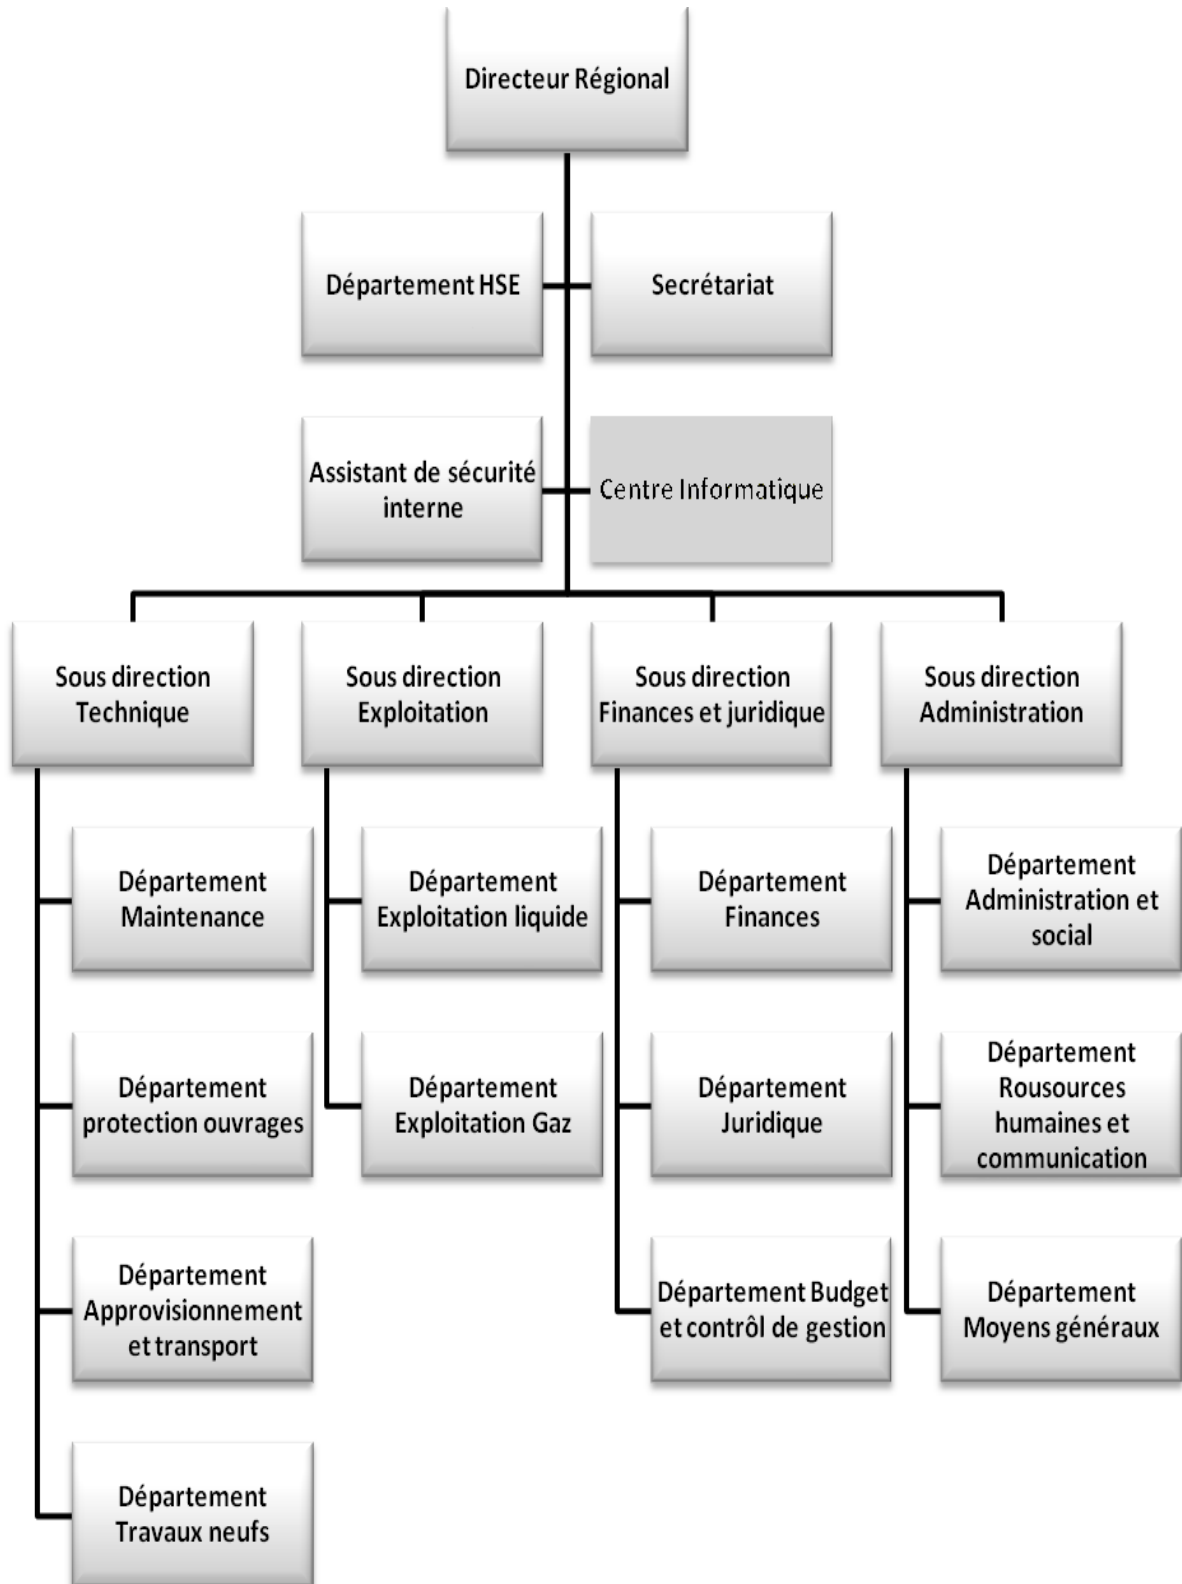 Directeur Régional
Département HSE
Secrétariat
Assistant de sécurité
interne
Centre Informatique
Sous direction
Technique
Sous direction
Exploitation
Sous direction
Finances et juridique
Sous direction
Administration
Département
Maintenance
Département
Exploitation liquide
Département
Finances
Département
Administration et
social
Département
protection ouvrages
Département
Exploitation Gaz
Département
Juridique
Département
Rousources
humaines et
communication
Département
Approvisionnement
et transport
Département Budget
et contrôl de gestion
Département
Moyens généraux
Département
Travaux neufs